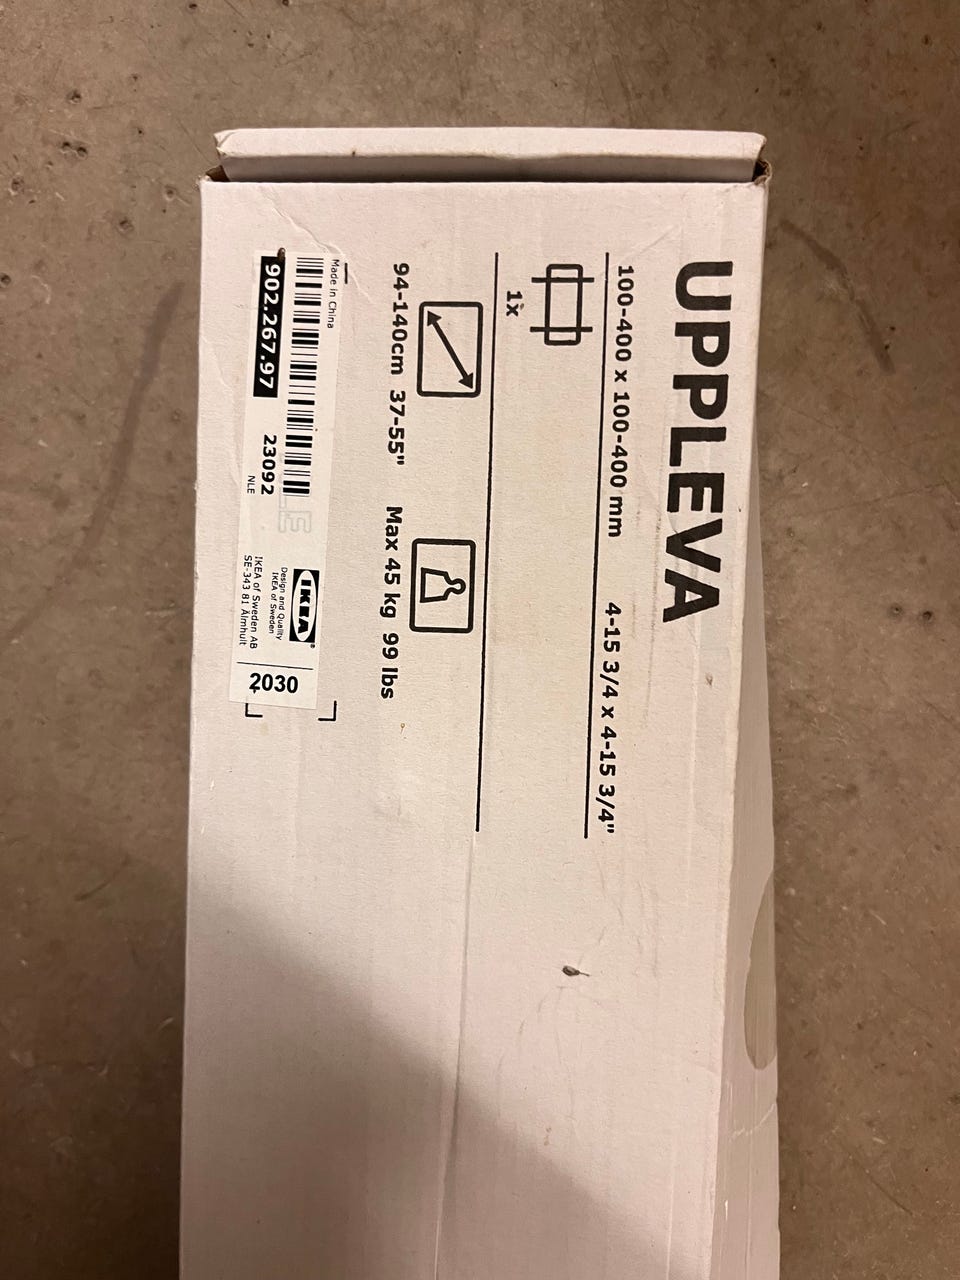 UPPLEVA
100-400 x 100-400 mm 4-15 3/4 x 4-15 3/4"
1x
94-140cm 37-55" Max 45 kg 99 lbs
Made in China
902.267.97
23092
NLE
IKEA®
Design and Quality
IKEA of Sweden
IKEA of Sweden AB
SE-343 81 Älmhult
2030